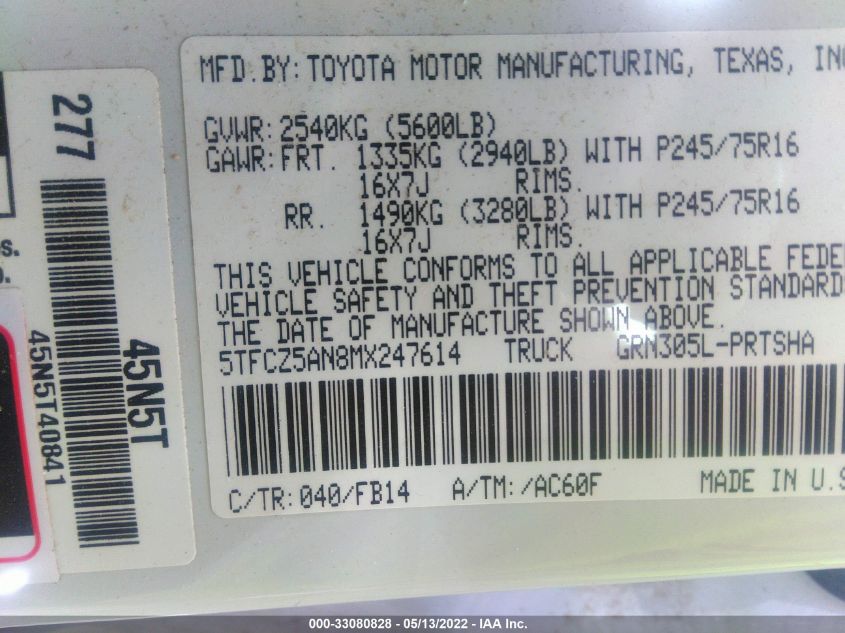 MFD.BY: TOYOTA MOTOR MANUFACTURING, TEXAS, INC
GVWR: 2540KG (5600LB)
GAWR: FRT. 1335KG (2940LB) WITH P245/75R16
16X7J RIMS.
RR. 1490KG (3280LB) WITH P245/75R16
16X7J RIMS.
THIS VEHICLE CONFORMS TO ALL APPLICABLE FEDE
VEHICLE SAFETY AND THEFT PREVENTION STANDARD
THE DATE OF MANUFACTURE SHOWN ABOVE.
5TFCZ5AN8MX247614 TRUCK GRN305L-PRTSHA
C/TR: 040/FB14 A/TM: /AC60F MADE IN U.S
277
45N5T
45N5T40841
000-33080828 - 05/13/2022 - IAA Inc.